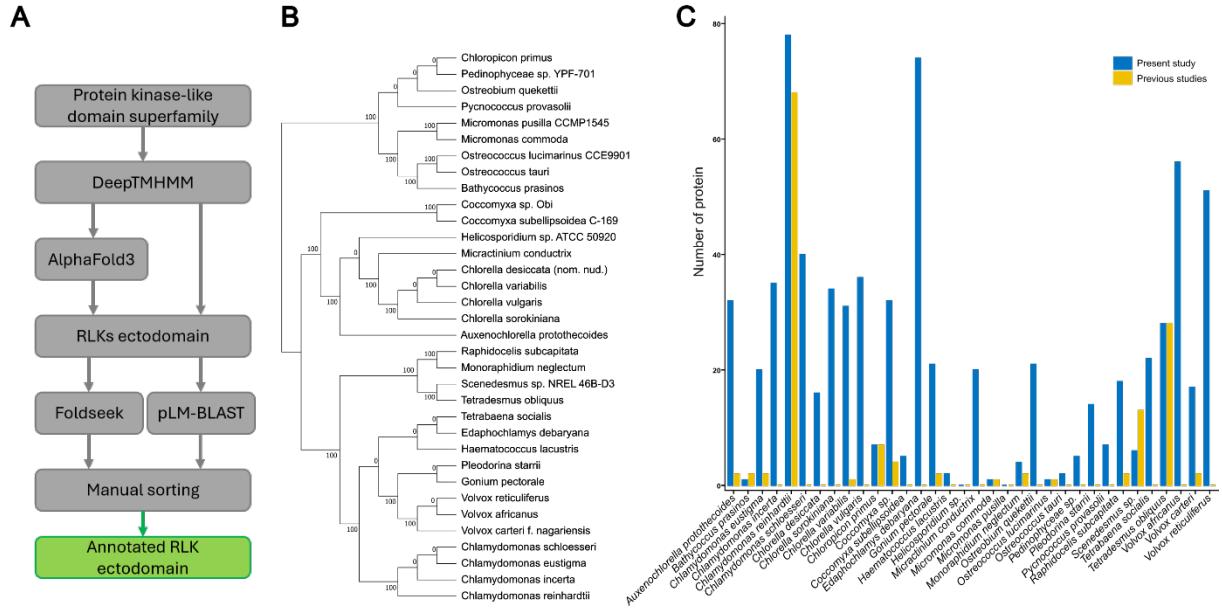 A
Protein kinase-like
domain superfamily
DeepTMHMM
AlphaFold3
RLKs ectodomain
Foldseek
pLM-BLAST
Manual sorting
Annotated RLK
ectodomain
B
Chloropicon primus
Pedinophyceae sp. YPF-701
Ostreobium quekettii
Pycnococcus provasolii
Micromonas pusilla CCMP1545
Micromonas commoda
Ostreococcus lucimarinus CCE9901
Ostreococcus tauri
Bathycoccus prasinos
Coccomyxa sp. Obi
Coccomyxa subellipsoidea C-169
Helicosporidium sp. ATCC 50920
Micractinium conductrix
Chlorella desiccata (nom. nud.)
Chlorella variabilis
Chlorella vulgaris
Chlorella sorokiniana
Auxenochlorella protothecoides
Raphidocelis subcapitata
Monoraphidium neglectum
Scenedesmus sp. NREL 46B-D3
Tetradesmus obliquus
Tetrabaena socialis
Edaphochlamys debaryana
Haematococcus lacustris
Pleodorina starrii
Gonium pectorale
Volvox reticuliferus
Volvox africanus
Volvox carteri f. nagariensis
Chlamydomonas schloesseri
Chlamydomonas eustigma
Chlamydomonas incerta
Chlamydomonas reinhardtii
C
Number of protein
80
60
40
20
0
Present study
Previous studies
Auxenochlorella protothecoides
Bathycoccus prasinos
Chlamydomonas eustigma
Chlamydomonas incerta
Chlamydomonas reinhardtii
Chlamydomonas schloesseri
Chlorella desiccata
Chlorella sorokiniana
Chlorella variabilis
Chlorella vulgaris
Chloropicon primus
Coccomyxa sp.
Coccomyxa subellipsoidea
Edaphochlamys debaryana
Gonium pectorale
Haematococcus lacustris
Helicosporidium sp.
Micractinium conductrix
Micromonas commoda
Micromonas pusilla
Monoraphidium neglectum
Ostreobium quekettii
Ostreococcus lucimarinus
Ostreococcus tauri
Pedinophyceae sp.
Pleodorina starrii
Pycnococcus provasolii
Raphidocelis subcapitata
Scenedesmus sp.
Tetrabaena socialis
Tetradesmus obliquus
Volvox africanus
Volvox carteri
Volvox reticuliferus